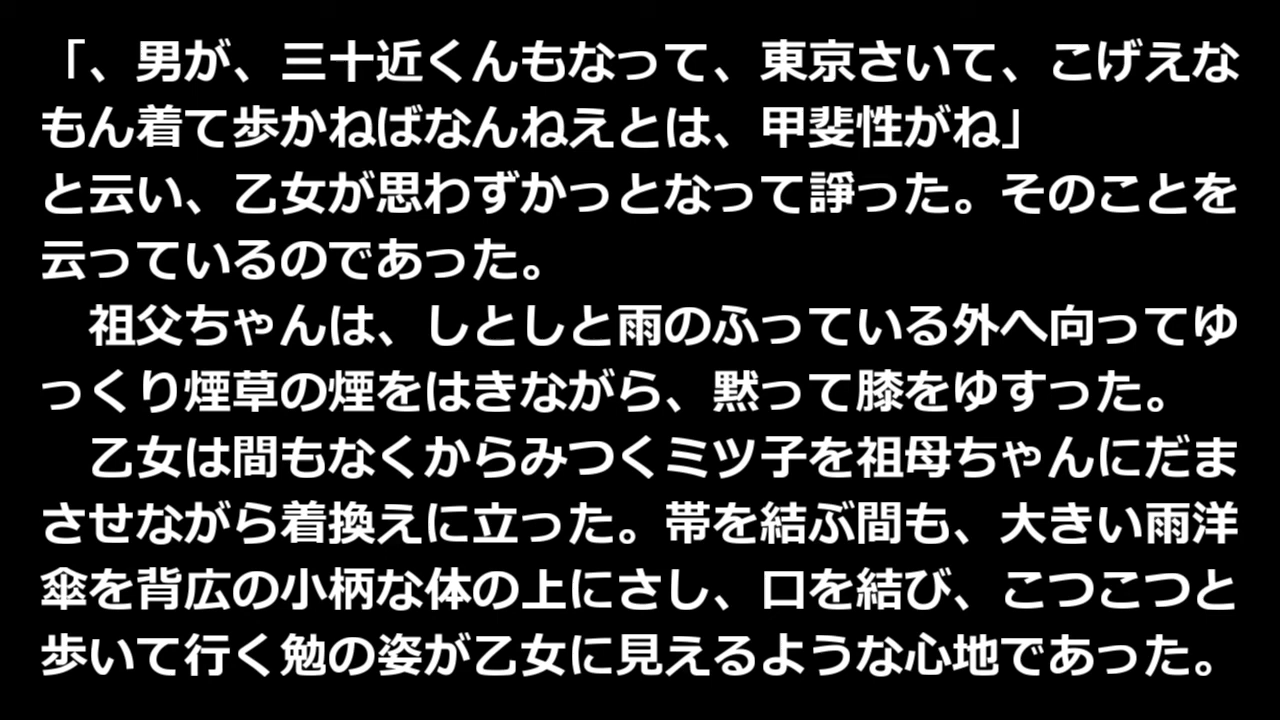 「、男が、三十近くんもなって、東京さいて、こげえな
もん着て歩かねばなんねえとは、甲斐性がね」
と云い、乙女が思わずかっとなって諍った。そのことを
云っているのであった。
　祖父ちゃんは、しとしと雨のふっている外へ向ってゆ
っくり煙草の煙をはきながら、黙って膝をゆすった。
　乙女は間もなくからみつくミツ子を祖母ちゃんにだま
させながら着換えに立った。帯を結ぶ間も、大きい雨洋
傘を背広の小柄な体の上にさし、口を結び、こつこつと
歩いて行く勉の姿が乙女に見えるような心地であった。